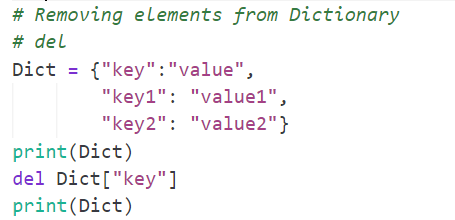 # Removing elements from Dictionary
# del
Dict = {"key":"value",
        "key1": "value1",
        "key2": "value2"}
print(Dict)
del Dict["key"]
print(Dict)